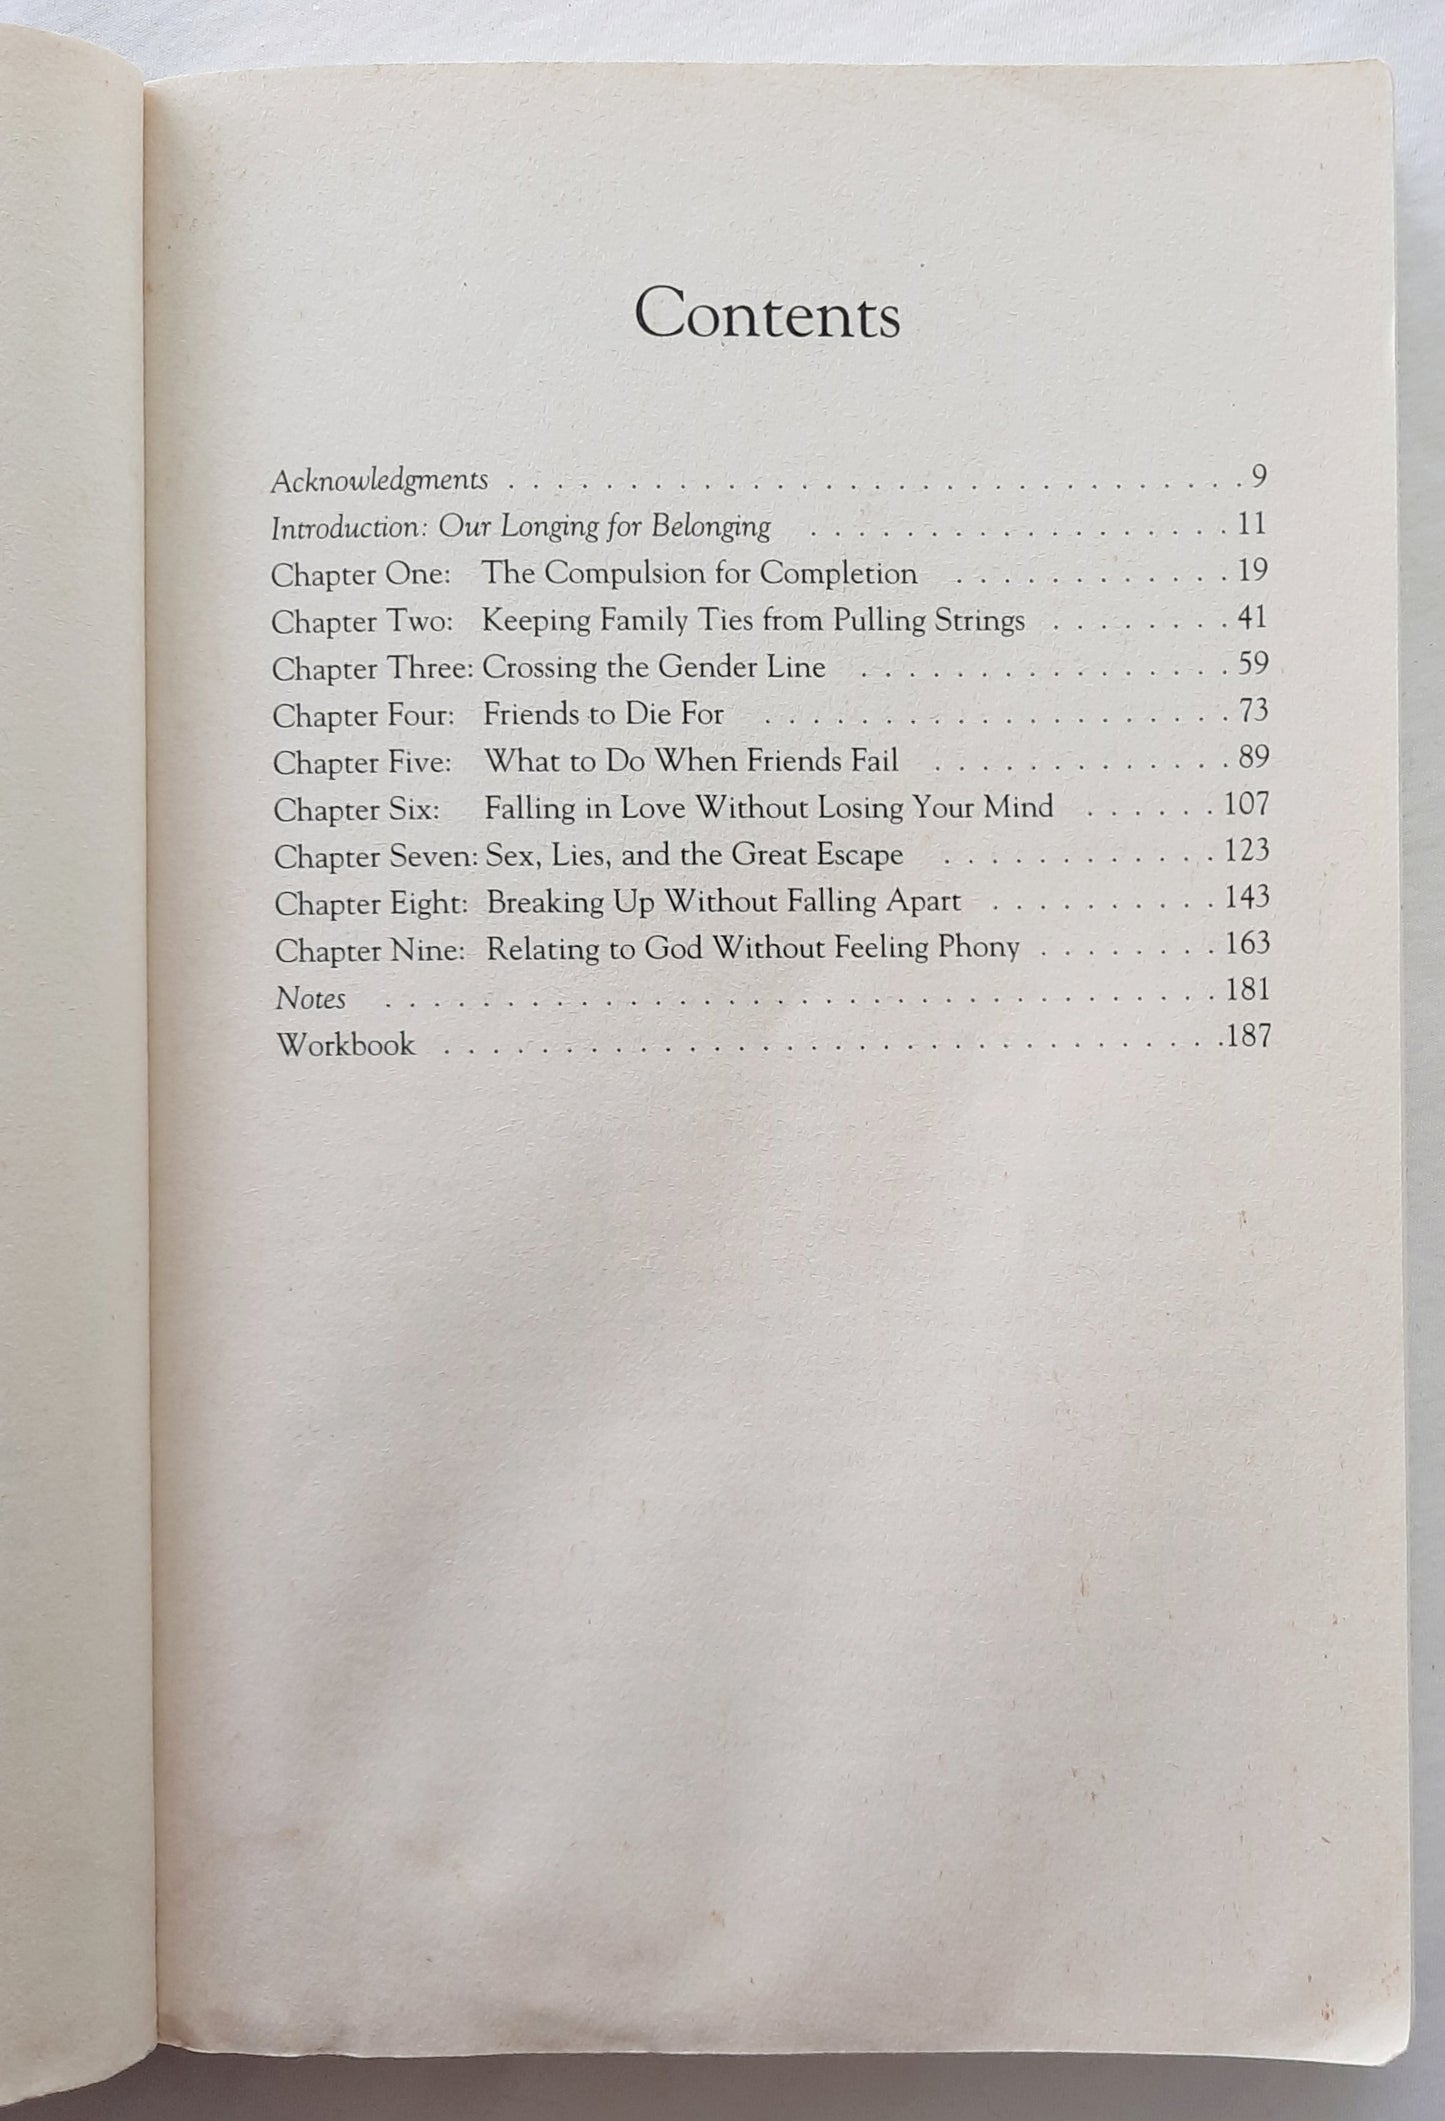 Contents
Acknowledgments . . . . . . . . . . . . . . . . . . . . . . . . . . . . . . . 9
Introduction: Our Longing for Belonging . . . . . . . . . . . . . . . . . . 11
Chapter One: The Compulsion for Completion . . . . . . . . . . . . 19
Chapter Two: Keeping Family Ties from Pulling Strings . . . . . . . . 41
Chapter Three: Crossing the Gender Line . . . . . . . . . . . . . . . . 59
Chapter Four: Friends to Die For . . . . . . . . . . . . . . . . . . . . 73
Chapter Five: What to Do When Friends Fail . . . . . . . . . . . . . 89
Chapter Six: Falling in Love Without Losing Your Mind . . . . . . 107
Chapter Seven: Sex, Lies, and the Great Escape . . . . . . . . . . . . 123
Chapter Eight: Breaking Up Without Falling Apart . . . . . . . . . . 143
Chapter Nine: Relating to God Without Feeling Phony . . . . . . . . 163
Notes . . . . . . . . . . . . . . . . . . . . . . . . . . . . . . . . . . . 181
Workbook . . . . . . . . . . . . . . . . . . . . . . . . . . . . . . . . .187